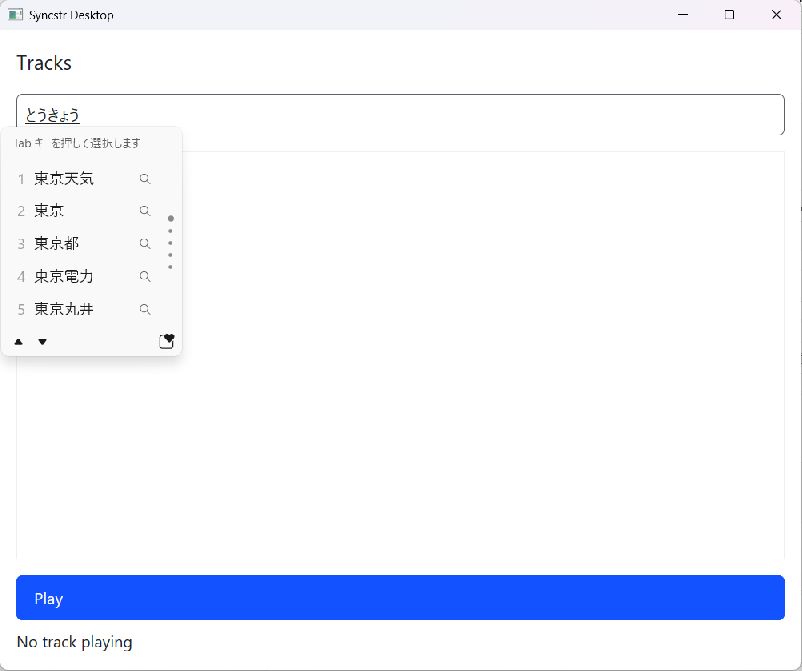 Syncstr Desktop
Tracks
とうきょう
Tab キーを押して選択します
1 東京天気
2 東京
3 東京都
4 東京電力
5 東京丸井
Play
No track playing